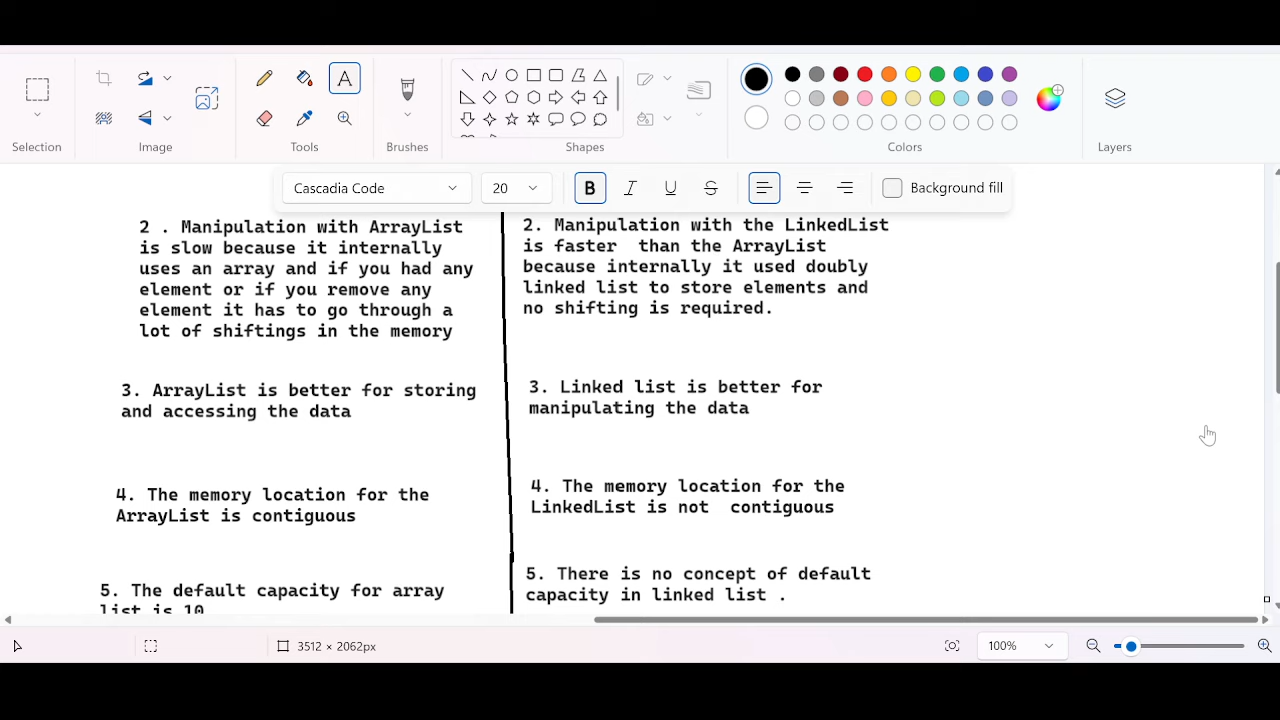 Selection
Image
Tools
Brushes
Shapes
Colors
Layers
Cascadia Code
20
B
I
U
S
Background fill
2 . Manipulation with ArrayList
is slow because it internally
uses an array and if you had any
element or if you remove any
element it has to go through a
lot of shiftings in the memory
3. ArrayList is better for storing
and accessing the data
4. The memory location for the
ArrayList is contiguous
5. The default capacity for array
list is 10
2. Manipulation with the LinkedList
is faster  than the ArrayList
because internally it used doubly
linked list to store elements and
no shifting is required.
3. Linked list is better for
manipulating the data
4. The memory location for the
LinkedList is not  contiguous
5. There is no concept of default
capacity in linked list .
3512 × 2062px
100%